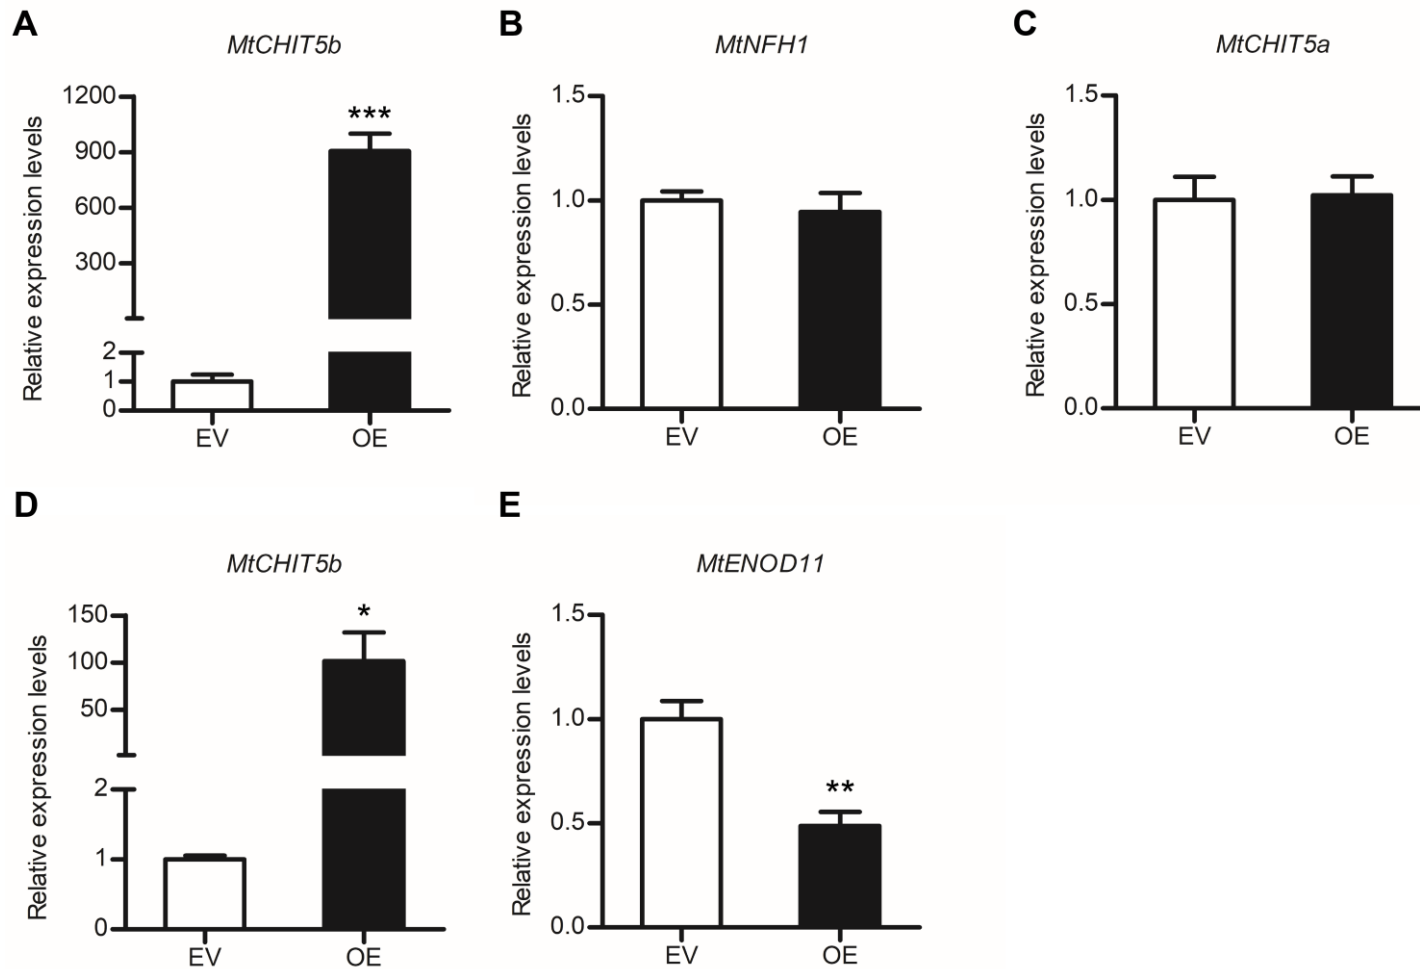 A
MtCHIT5b
Relative expression levels
1200
900
600
300
2
1
0
***
EV
OE
B
MtNFH1
Relative expression levels
1.5
1.0
0.5
0.0
EV
OE
C
MtCHIT5a
Relative expression levels
1.5
1.0
0.5
0.0
EV
OE
D
MtCHIT5b
Relative expression levels
150
100
50
2
1
0
*
EV
OE
E
MtENOD11
Relative expression levels
1.5
1.0
0.5
0.0
**
EV
OE